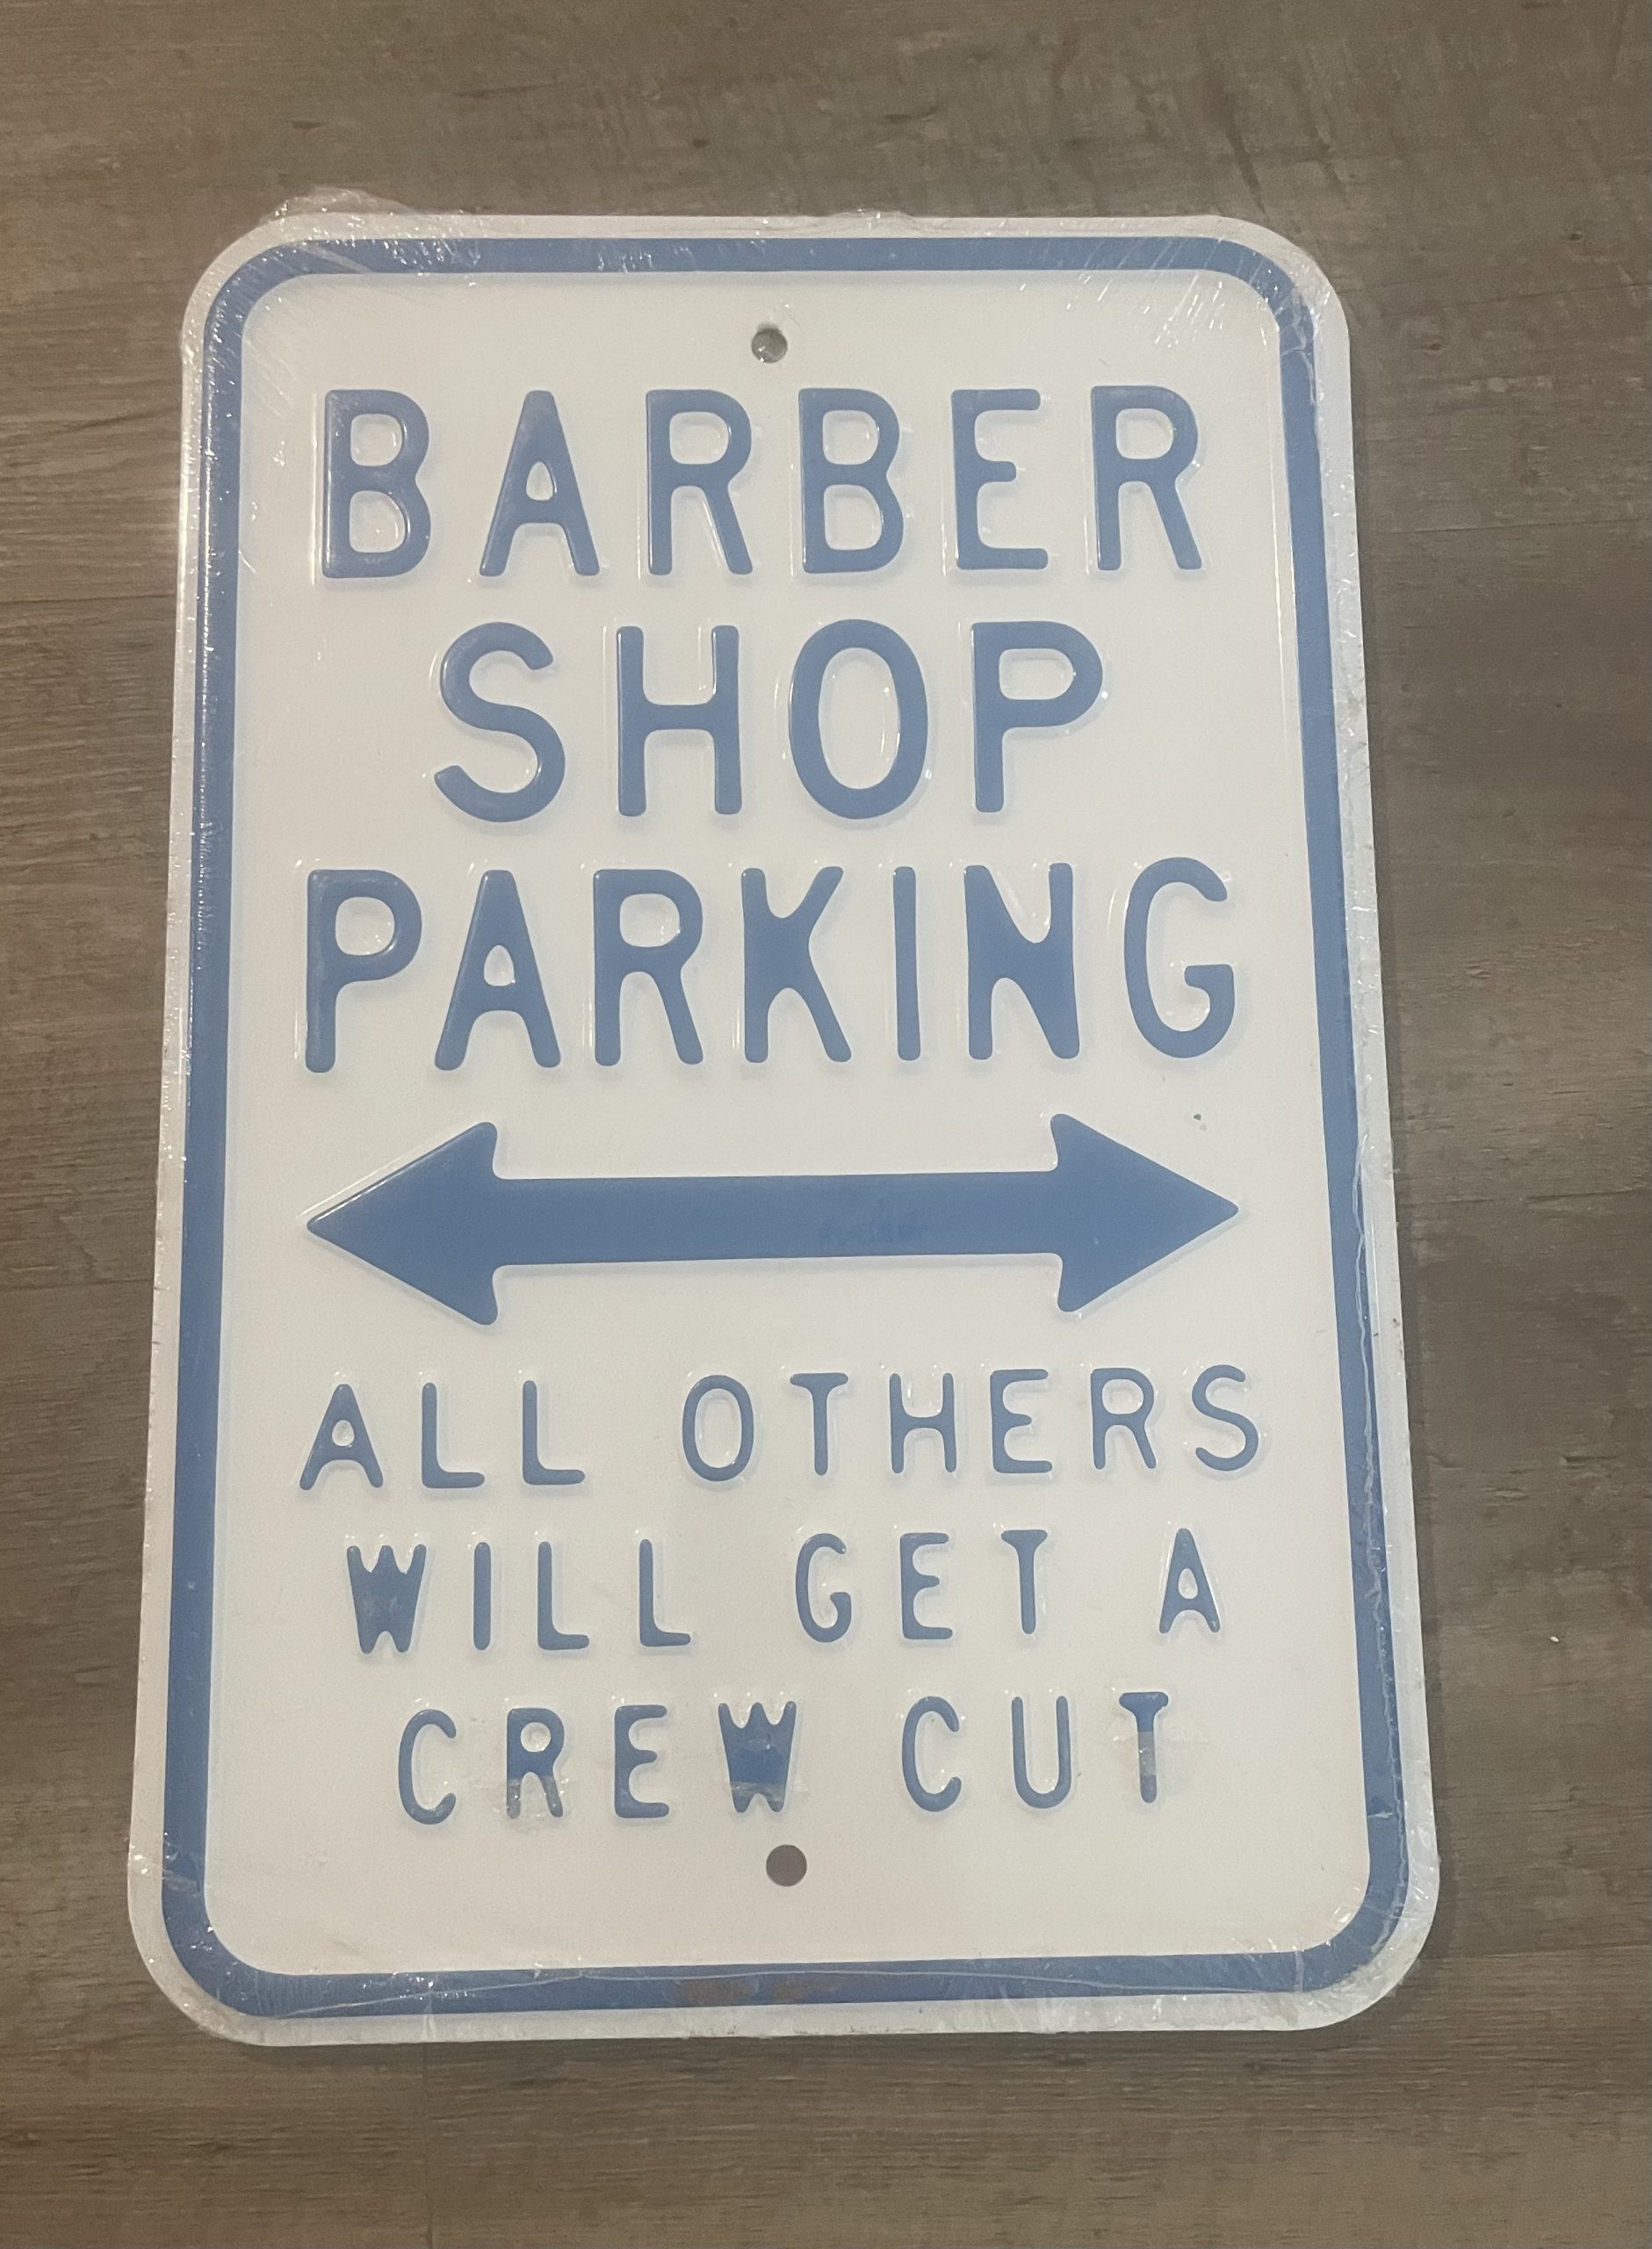 BARBER
SHOP
PARKING
ALL OTHERS
WILL GET A
CREW CUT